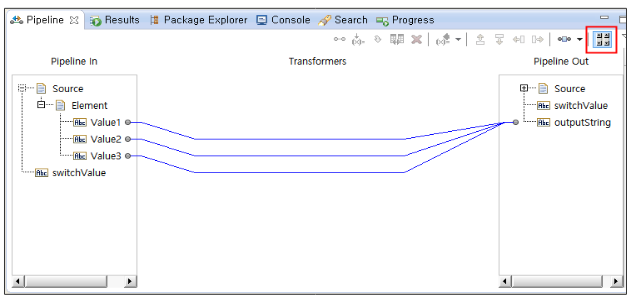 Pipeline Results Package Explorer Console Search Progress
Pipeline In Transformers Pipeline Out
Source
Element
Value1
Value2
Value3
switchValue
Source
switchValue
outputString